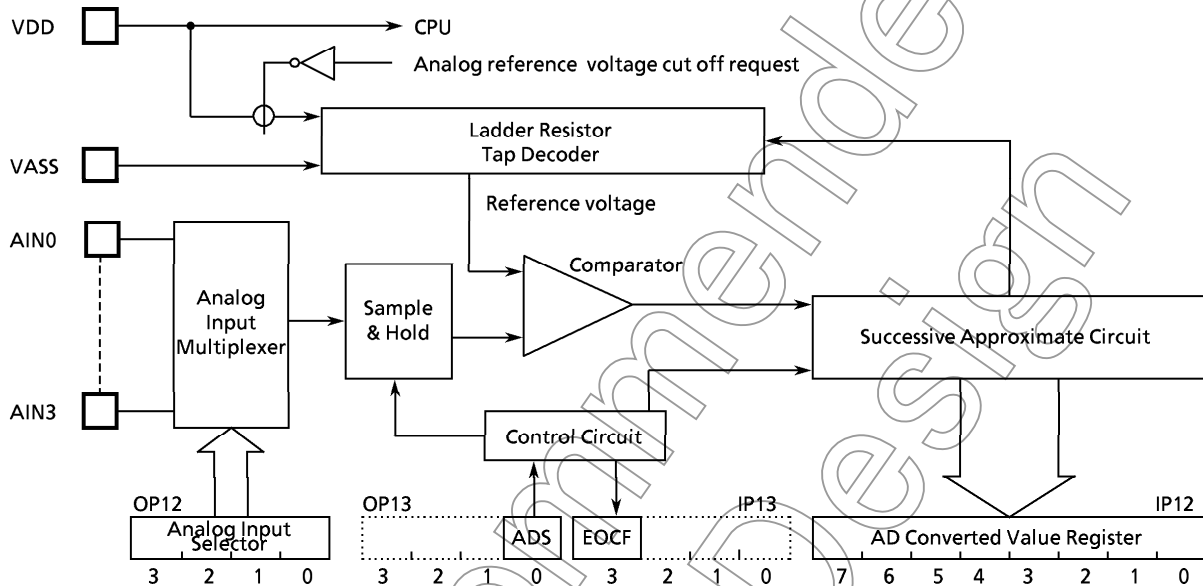 VDD
CPU
Analog reference voltage cut off request
Ladder Resistor
Tap Decoder
VASS
Reference voltage
AIN0
Comparator
Analog
Input
Multiplexer
Sample
& Hold
Successive Approximate Circuit
AIN3
Control Circuit
OP12
OP13
IP13
IP12
Analog Input
Selector
ADS
EOCF
AD Converted Value Register
3 2 1 0
3 2 1 0
3 2 1 0
7 6 5 4 3 2 1 0
Design